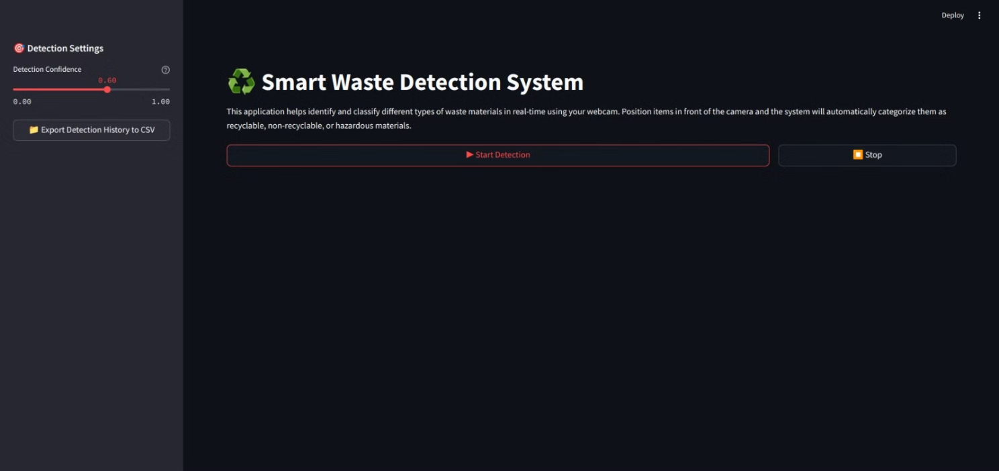 Deploy
🎯 Detection Settings
Detection Confidence
0.60
0.00 1.00
📁 Export Detection History to CSV
♻️ Smart Waste Detection System
This application helps identify and classify different types of waste materials in real-time using your webcam. Position items in front of the camera and the system will automatically categorize them as
recyclable, non-recyclable, or hazardous materials.
▶ Start Detection
⏹️ Stop